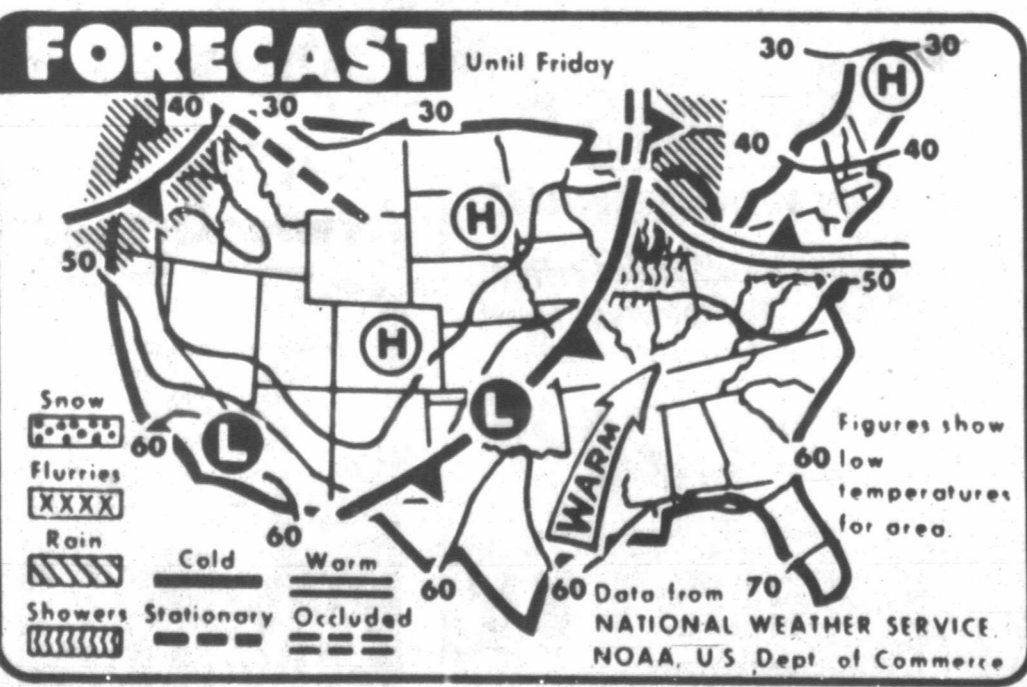 FORECAST
Until Friday
30
30
H
40
30
30
40
40
H
50
50
H
L
L
60
WARM
60
60
60
60
70
Snow
Flurries
XXXX
Rain
Showers
Cold
Warm
Stationary
Occluded
Figures show
low
temperatures
for area.
Data from
NATIONAL WEATHER SERVICE,
NOAA, U S Dept of Commerce